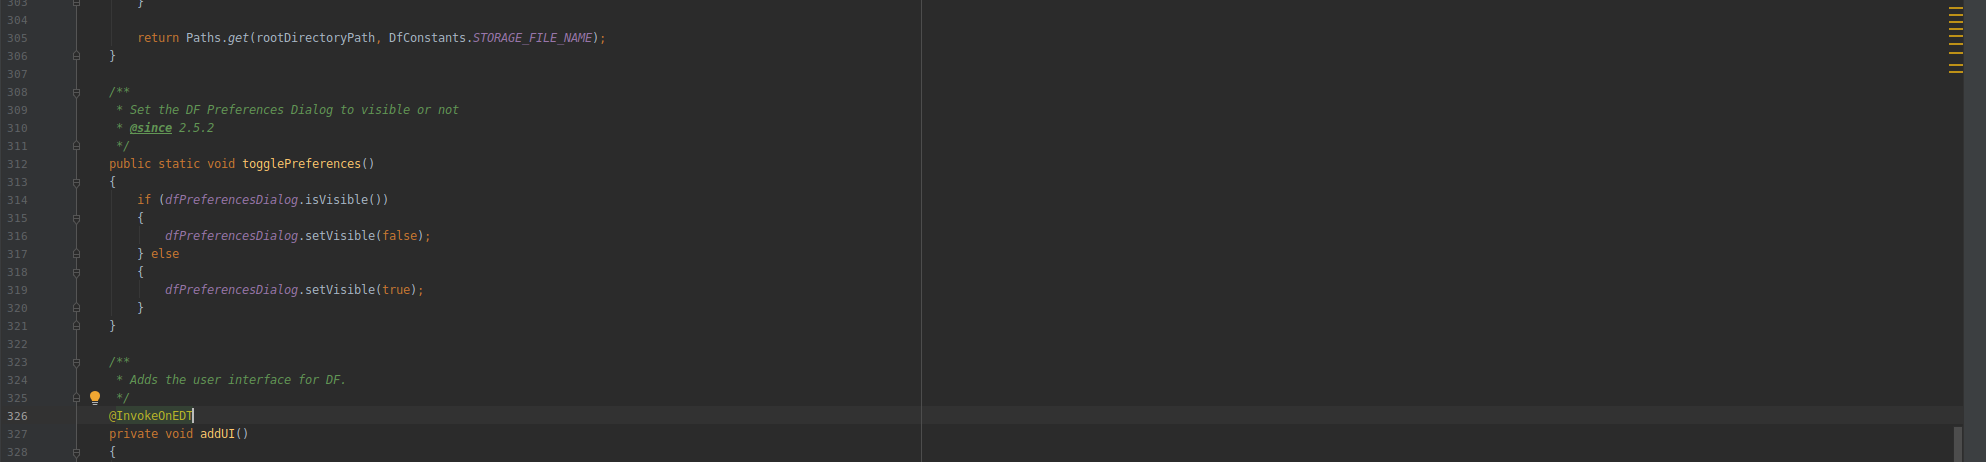 303 }
304
305 return Paths.get(rootDirectoryPath, DfConstants.STORAGE_FILE_NAME);
306 }
307
308 /**
309 * Set the DF Preferences Dialog to visible or not
310 * @since 2.5.2
311 */
312 public static void togglePreferences()
313 {
314 if (dfPreferencesDialog.isVisible())
315 {
316 dfPreferencesDialog.setVisible(false);
317 } else
318 {
319 dfPreferencesDialog.setVisible(true);
320 }
321 }
322
323 /**
324 * Adds the user interface for DF.
325 */
326 @InvokeOnEDT
327 private void addUI()
328 {